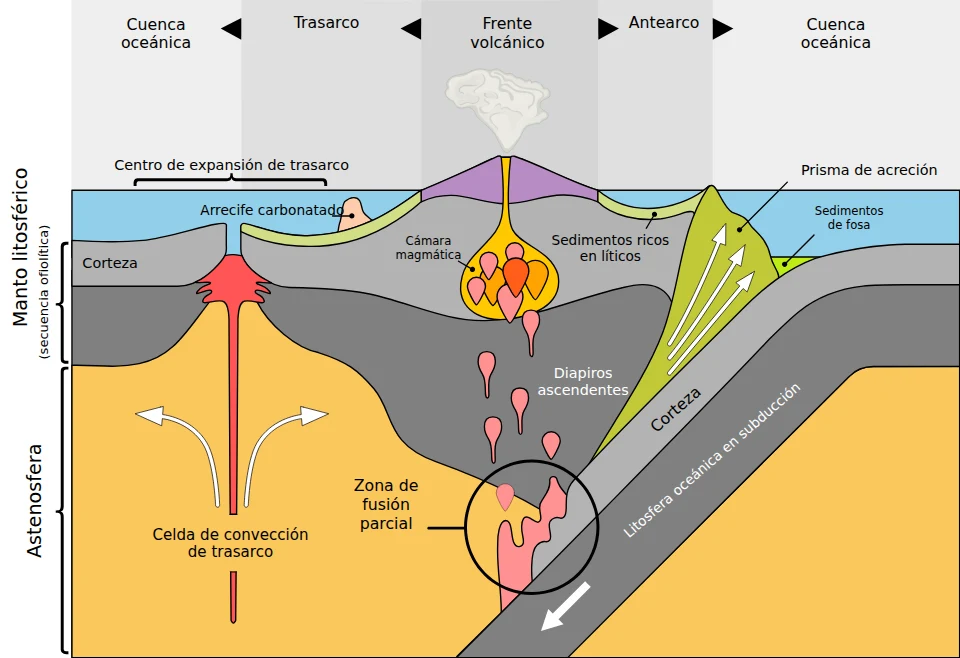 Cuenca
oceánica
Trasarco
Frente
volcánico
Antearco
Cuenca
oceánica
Centro de expansión de trasarco
Prisma de acreción
Arrecife carbonatado
Sedimentos
de fosa
Cámara
magmática
Sedimentos ricos
en líticos
Corteza
Manto litosférico
(secuencia ofiolítica)
Diapiros
ascendentes
Corteza
Litosfera oceánica en subducción
Astenosfera
Zona de
fusión
parcial
Celda de convección
de trasarco